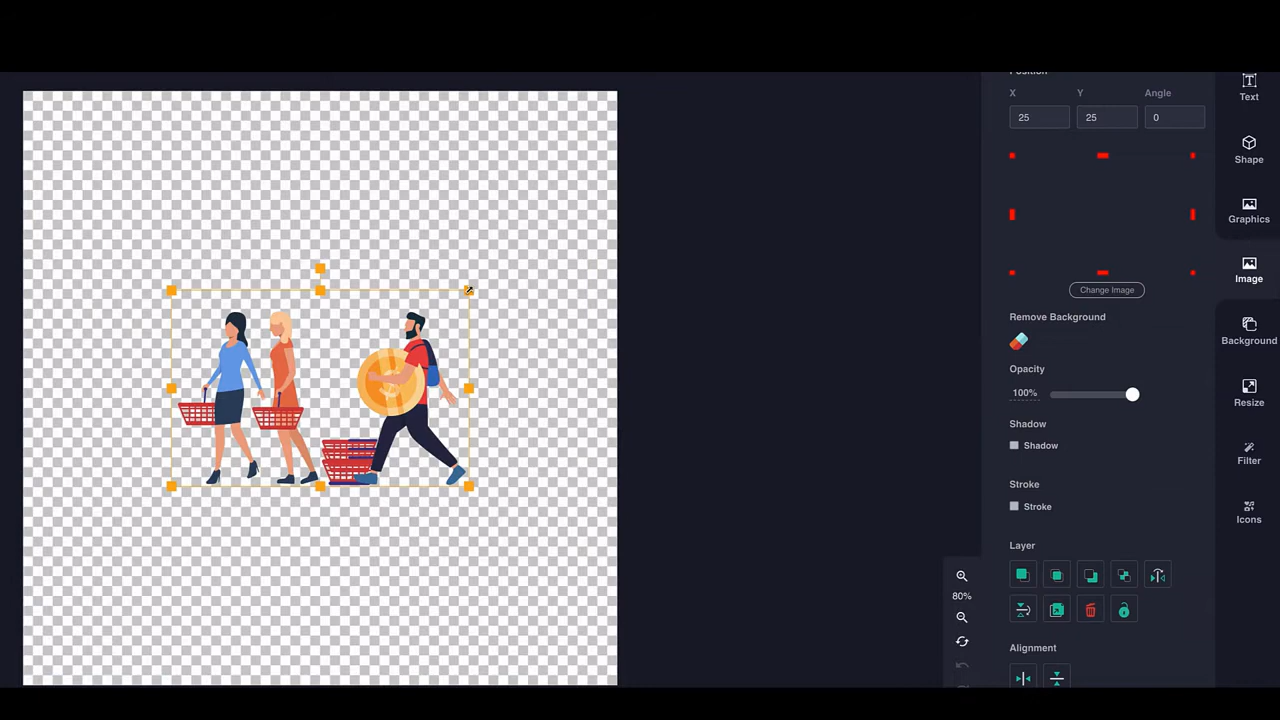 Position
X Y Angle
25 25 0
Change Image
Remove Background
Opacity
100%
Shadow
Shadow
Stroke
Stroke
Layer
Alignment
80%
Text
Shape
Graphics
Image
Background
Resize
Filter
Icons